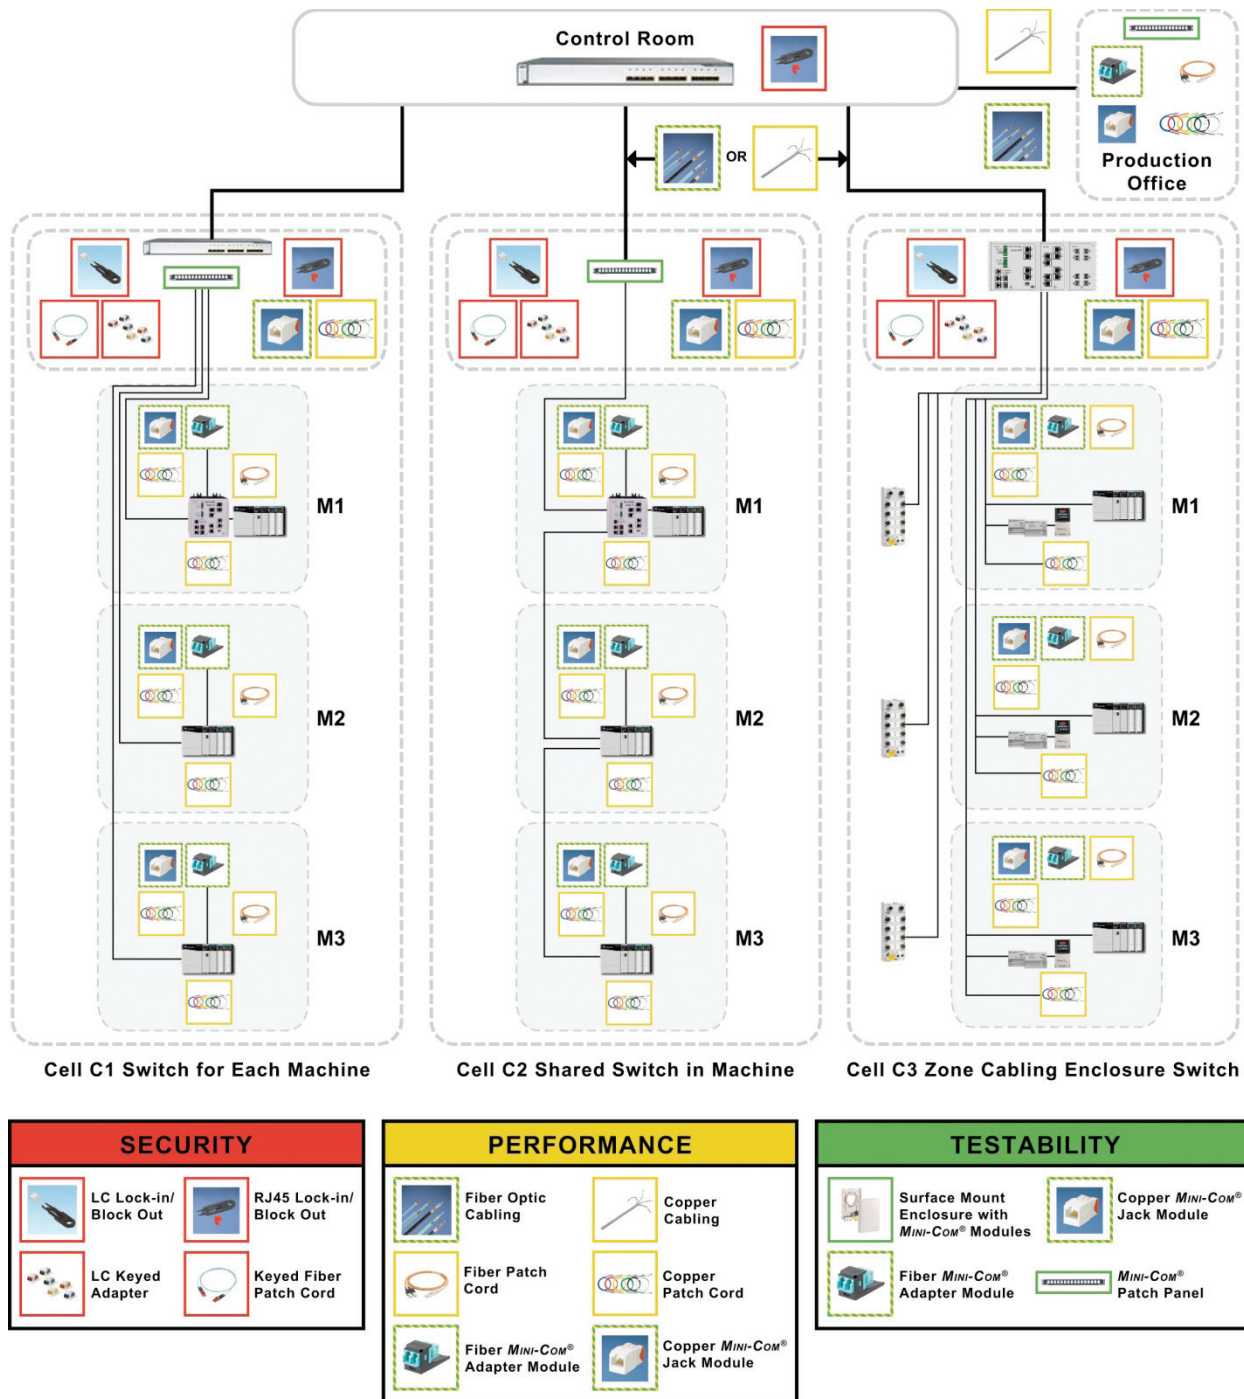 Control Room
OR
Production
Office
M1
M2
M3
M1
M2
M3
M1
M2
M3
Cell C1 Switch for Each Machine
Cell C2 Shared Switch in Machine
Cell C3 Zone Cabling Enclosure Switch
SECURITY
LC Lock-in/
Block Out
RJ45 Lock-in/
Block Out
LC Keyed
Adapter
Keyed Fiber
Patch Cord
PERFORMANCE
Fiber Optic
Cabling
Copper
Cabling
Fiber Patch
Cord
Copper
Patch Cord
Fiber MINI-COM®
Adapter Module
Copper MINI-COM®
Jack Module
TESTABILITY
Surface Mount
Enclosure with
MINI-COM® Modules
Copper MINI-COM®
Jack Module
Fiber MINI-COM®
Adapter Module
MINI-COM®
Patch Panel